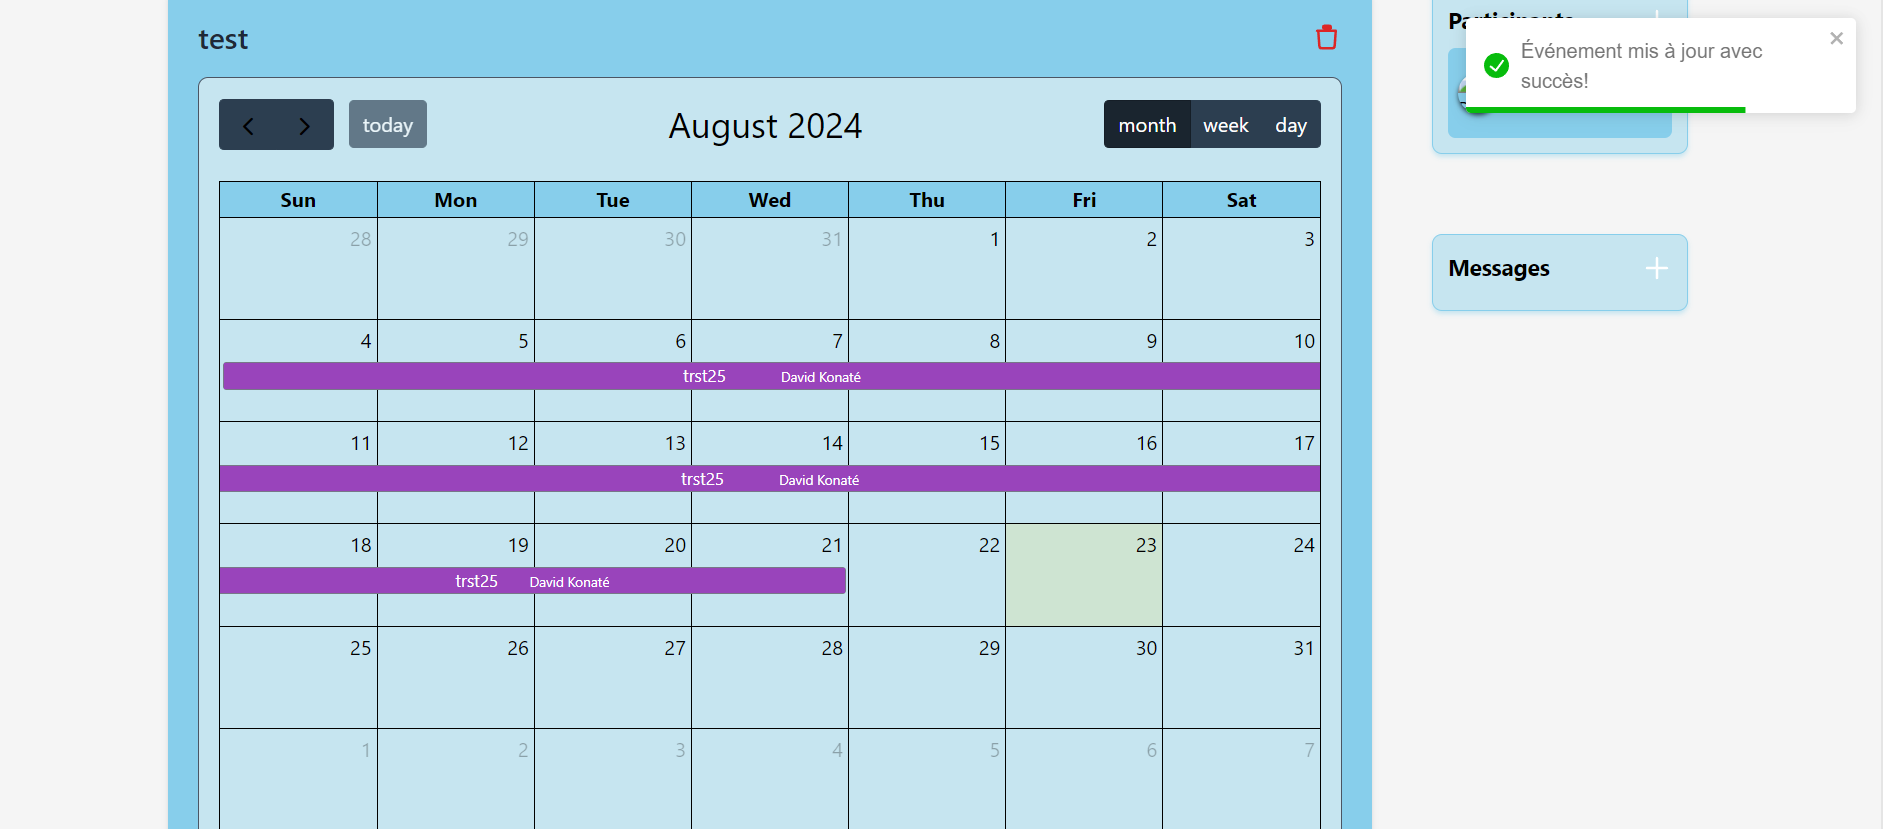 test
today
August 2024
month week day
Sun Mon Tue Wed Thu Fri Sat
28 29 30 31 1 2 3
4 5 6 7 8 9 10
trst25 David Konaté
11 12 13 14 15 16 17
trst25 David Konaté
18 19 20 21 22 23 24
trst25 David Konaté
25 26 27 28 29 30 31
1 2 3 4 5 6 7
Événement mis à jour avec
succès!
Messages